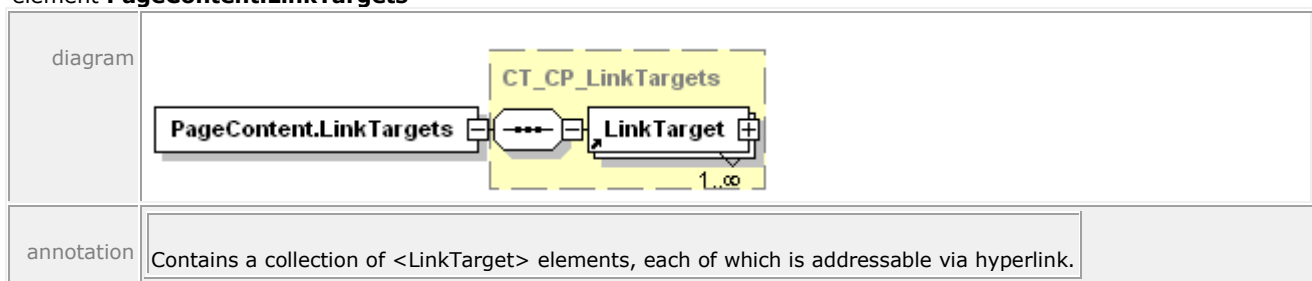 element PageContent.LinkTargets
diagram
CT_CP_LinkTargets
PageContent.LinkTargets
LinkTarget
1..∞
annotation
Contains a collection of <LinkTarget> elements, each of which is addressable via hyperlink.